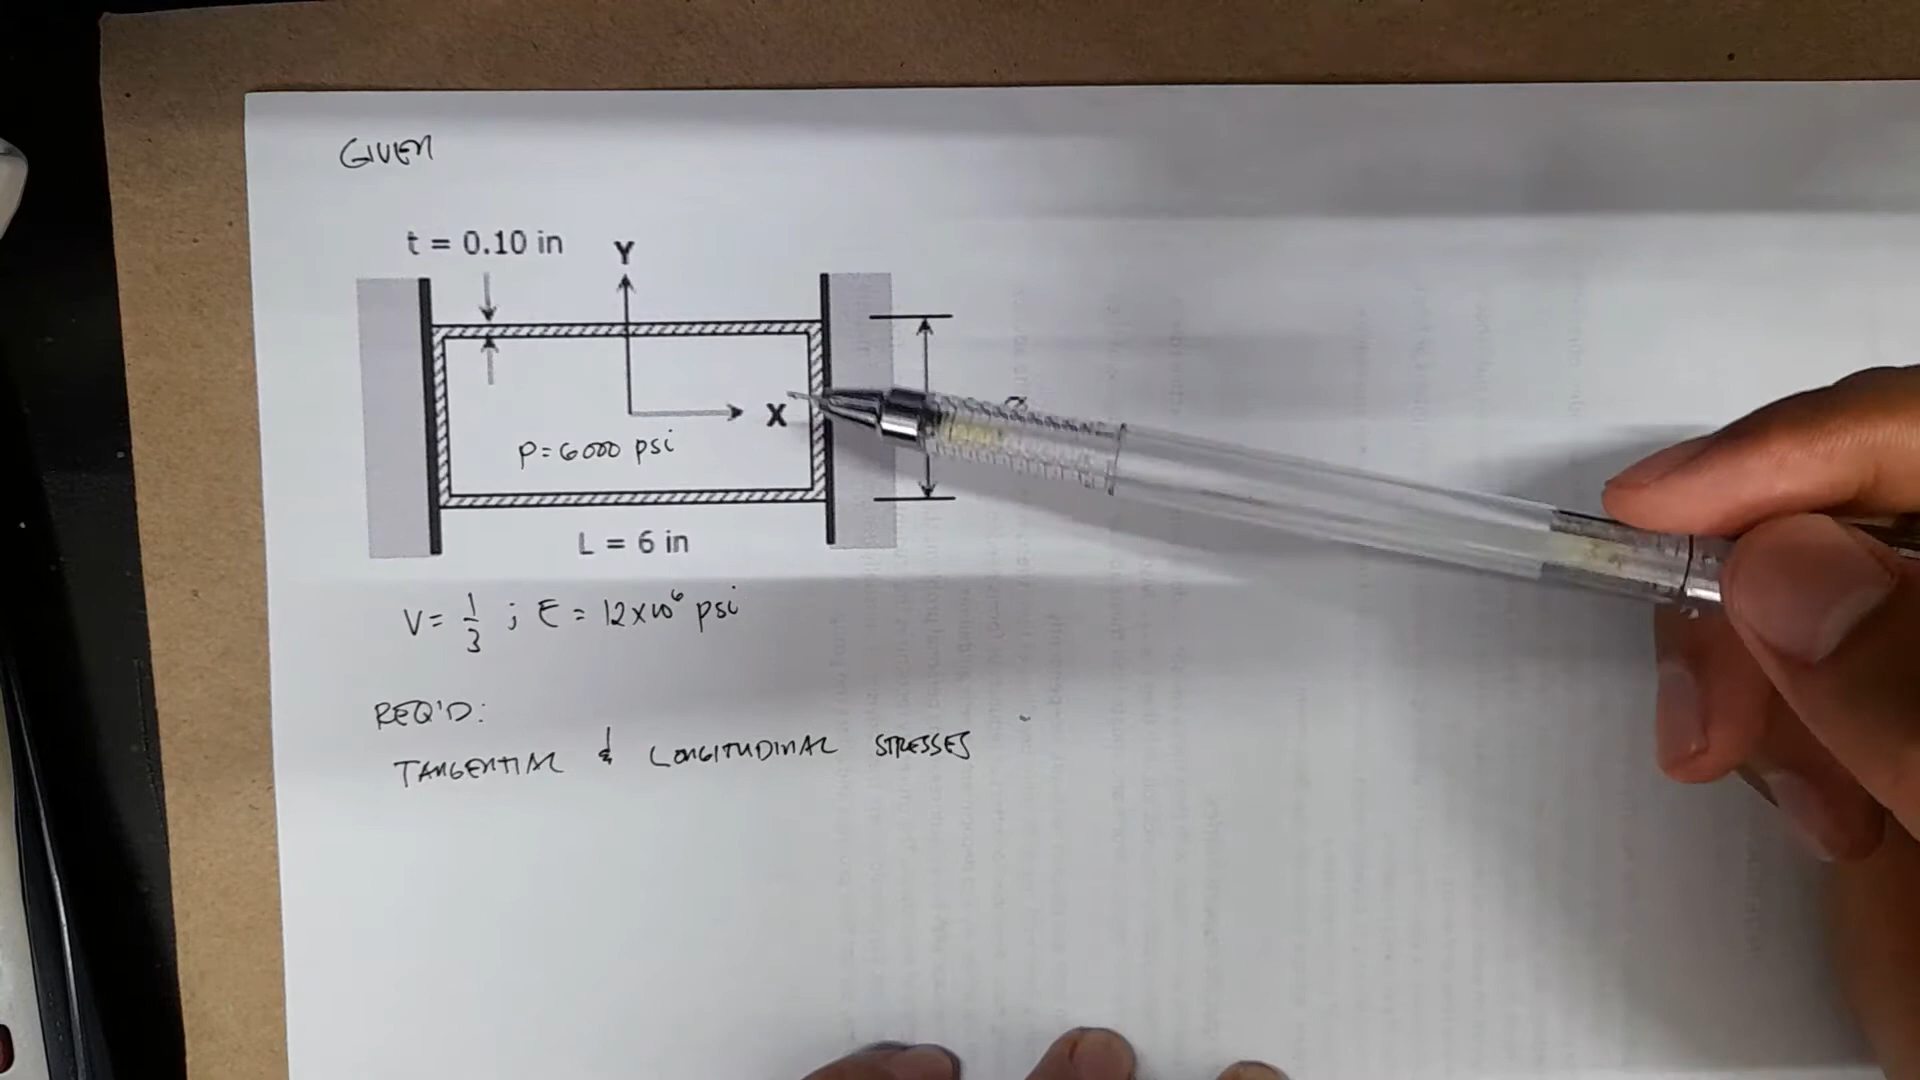 GIVEN
t = 0.10 in
Y
X
P = 6000 psi
L = 6 in
V = 1/3 ; E = 12x10⁶ psi
REQ'D:
TANGENTIAL & LONGITUDINAL STRESSES